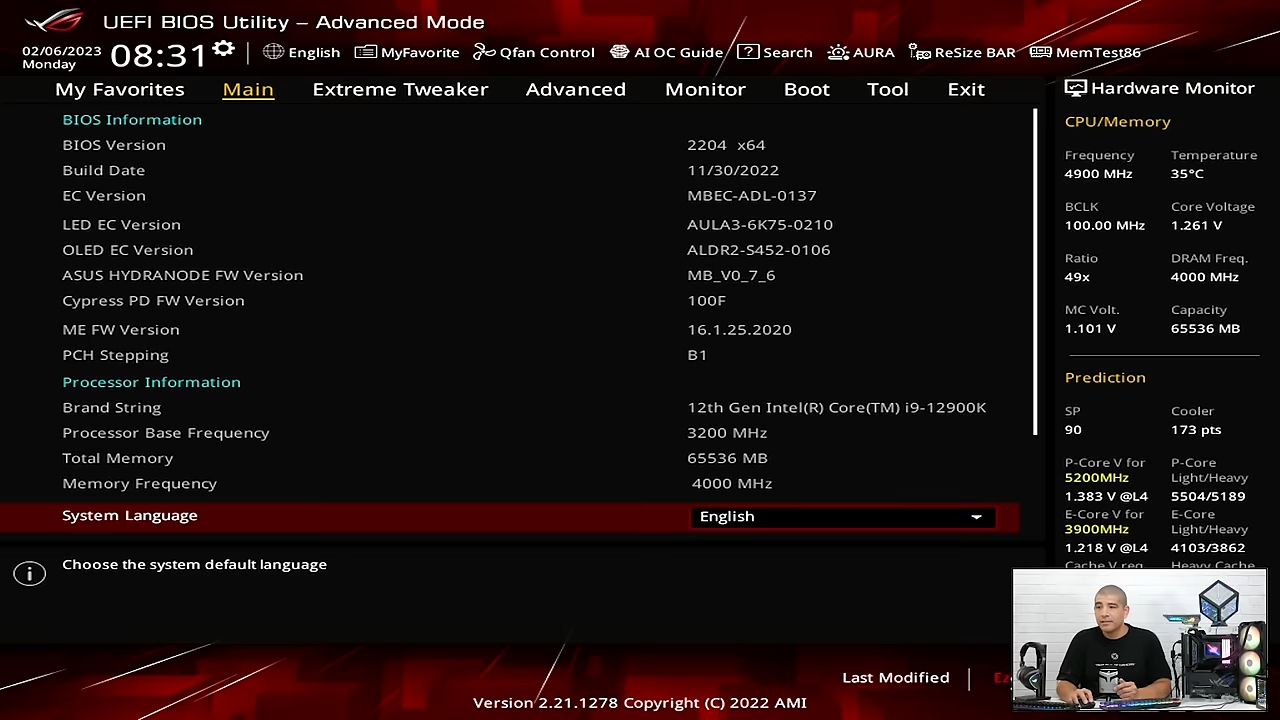 UEFI BIOS Utility – Advanced Mode
02/06/2023
Monday
08:31
English
MyFavorite
Qfan Control
AI OC Guide
? Search
AURA
ReSize BAR
MemTest86
My Favorites
Main
Extreme Tweaker
Advanced
Monitor
Boot
Tool
Exit
BIOS Information
BIOS Version 2204 x64
Build Date 11/30/2022
EC Version MBEC-ADL-0137
LED EC Version AULA3-6K75-0210
OLED EC Version ALDR2-S452-0106
ASUS HYDRANODE FW Version MB_V0_7_6
Cypress PD FW Version 100F
ME FW Version 16.1.25.2020
PCH Stepping B1
Processor Information
Brand String 12th Gen Intel(R) Core(TM) i9-12900K
Processor Base Frequency 3200 MHz
Total Memory 65536 MB
Memory Frequency 4000 MHz
System Language English
Choose the system default language
Hardware Monitor
CPU/Memory
Frequency Temperature
4900 MHz 35°C
BCLK Core Voltage
100.00 MHz 1.261 V
Ratio DRAM Freq.
49x 4000 MHz
MC Volt. Capacity
1.101 V 65536 MB
Prediction
SP Cooler
90 173 pts
P-Core V for P-Core
5200MHz Light/Heavy
1.383 V @L4 5504/5189
E-Core V for E-Core
3900MHz Light/Heavy
1.218 V @L4 4103/3862
Cache V req Heavy Cache
Last Modified
Ez
Version 2.21.1278 Copyright (C) 2022 AMI